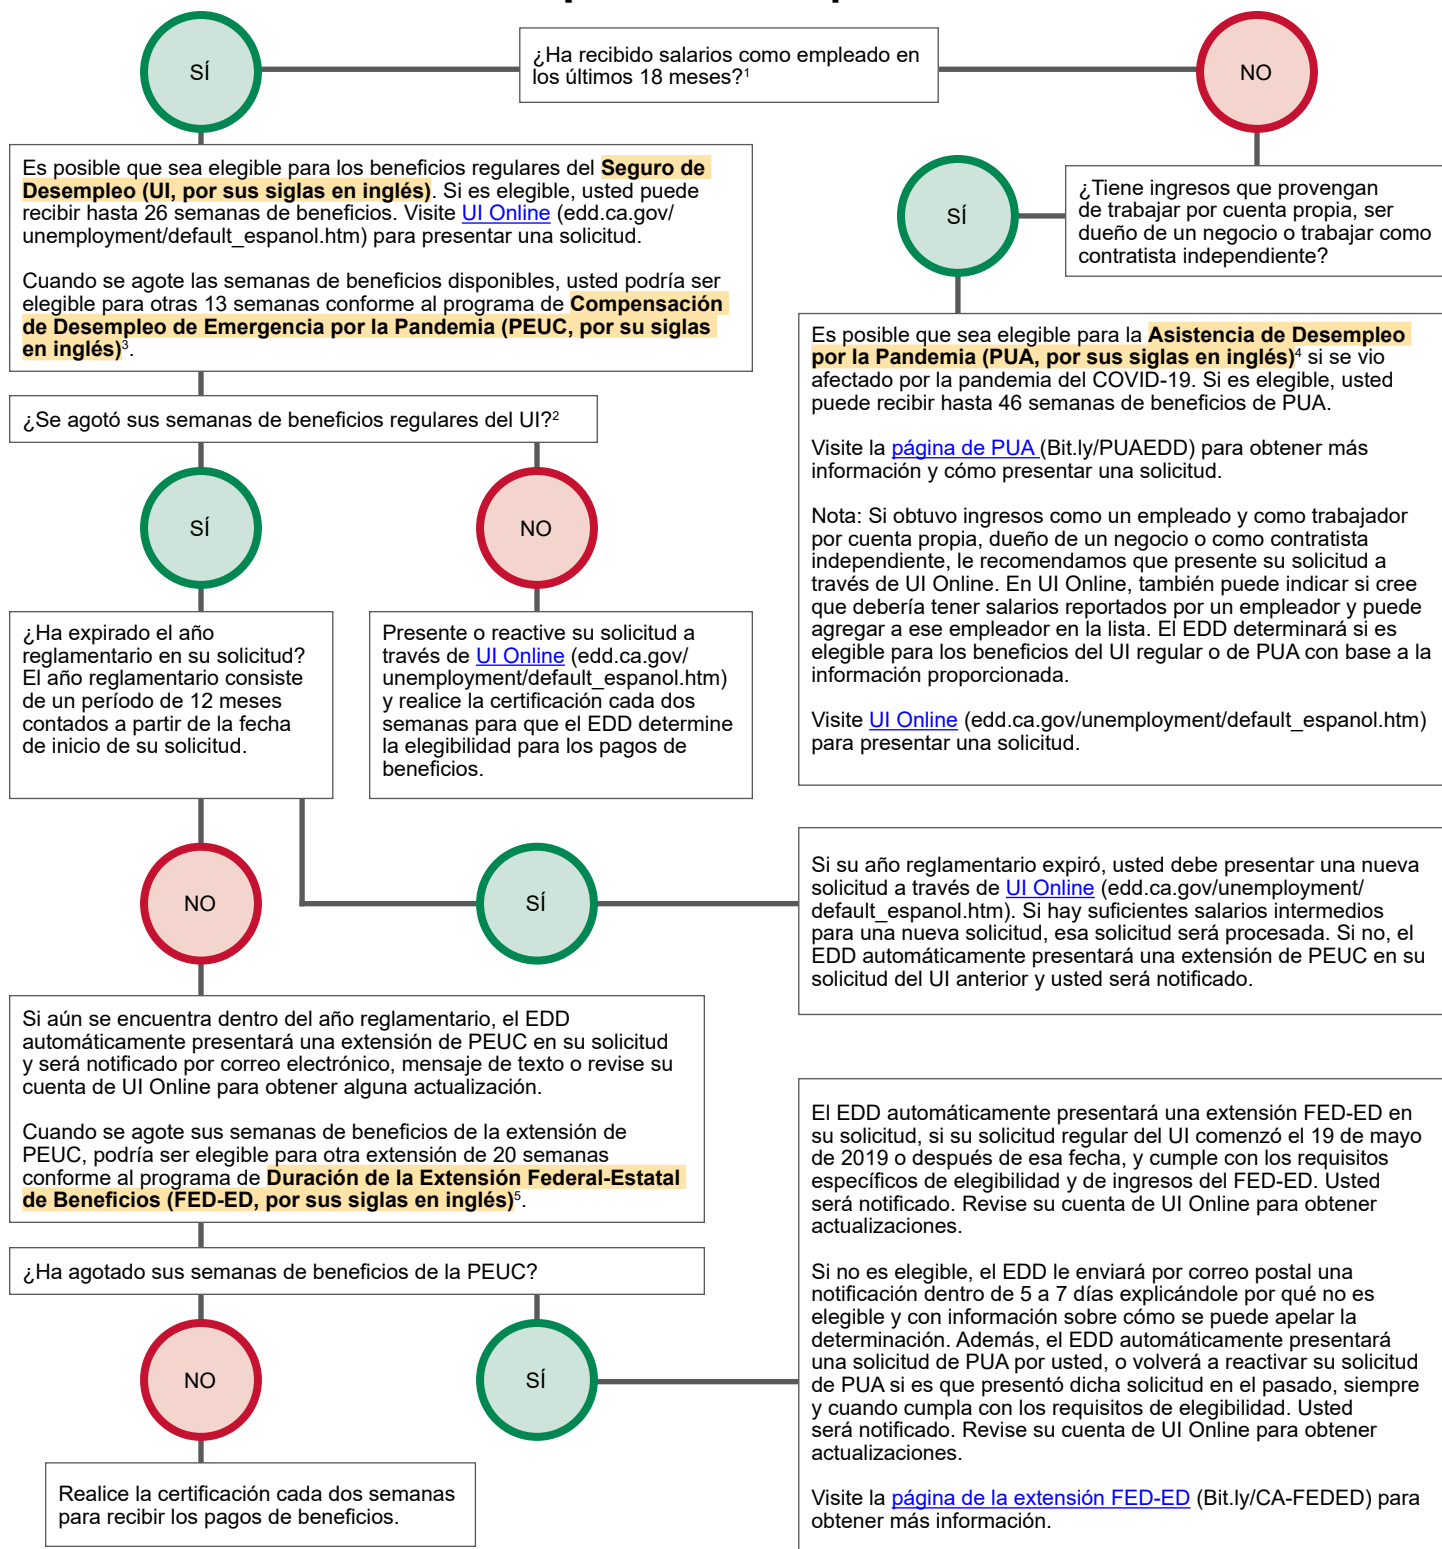 SÍ
¿Ha recibido salarios como empleado en
los últimos 18 meses?1
NO
Es posible que sea elegible para los beneficios regulares del Seguro de
Desempleo (UI, por sus siglas en inglés). Si es elegible, usted puede
recibir hasta 26 semanas de beneficios. Visite UI Online (edd.ca.gov/
unemployment/default_espanol.htm) para presentar una solicitud.
Cuando se agote las semanas de beneficios disponibles, usted podría ser
elegible para otras 13 semanas conforme al programa de Compensación
de Desempleo de Emergencia por la Pandemia (PEUC, por su siglas
en inglés)3.
SÍ
¿Tiene ingresos que provengan
de trabajar por cuenta propia, ser
dueño de un negocio o trabajar como
contratista independiente?
Es posible que sea elegible para la Asistencia de Desempleo
por la Pandemia (PUA, por sus siglas en inglés)4 si se vio
afectado por la pandemia del COVID-19. Si es elegible, usted
puede recibir hasta 46 semanas de beneficios de PUA.
Visite la página de PUA (Bit.ly/PUAEDD) para obtener más
información y cómo presentar una solicitud.
Nota: Si obtuvo ingresos como un empleado y como trabajador
por cuenta propia, dueño de un negocio o como contratista
independiente, le recomendamos que presente su solicitud a
través de UI Online. En UI Online, también puede indicar si cree
que debería tener salarios reportados por un empleador y puede
agregar a ese empleador en la lista. El EDD determinará si es
elegible para los beneficios del UI regular o de PUA con base a la
información proporcionada.
Visite UI Online (edd.ca.gov/unemployment/default_espanol.htm)
para presentar una solicitud.
¿Se agotó sus semanas de beneficios regulares del UI?2
SÍ
NO
¿Ha expirado el año
reglamentario en su solicitud?
El año reglamentario consiste
de un período de 12 meses
contados a partir de la fecha
de inicio de su solicitud.
Presente o reactive su solicitud a
través de UI Online (edd.ca.gov/
unemployment/default_espanol.htm)
y realice la certificación cada dos
semanas para que el EDD determine
la elegibilidad para los pagos de
beneficios.
NO
SÍ
Si su año reglamentario expiró, usted debe presentar una nueva
solicitud a través de UI Online (edd.ca.gov/unemployment/
default_espanol.htm). Si hay suficientes salarios intermedios
para una nueva solicitud, esa solicitud será procesada. Si no, el
EDD automáticamente presentará una extensión de PEUC en su
solicitud del UI anterior y usted será notificado.
Si aún se encuentra dentro del año reglamentario, el EDD
automáticamente presentará una extensión de PEUC en su solicitud
y será notificado por correo electrónico, mensaje de texto o revise su
cuenta de UI Online para obtener alguna actualización.
Cuando se agote sus semanas de beneficios de la extensión de
PEUC, podría ser elegible para otra extensión de 20 semanas
conforme al programa de Duración de la Extensión Federal-Estatal
de Beneficios (FED-ED, por sus siglas en inglés)5.
¿Ha agotado sus semanas de beneficios de la PEUC?
NO
SÍ
El EDD automáticamente presentará una extensión FED-ED en
su solicitud, si su solicitud regular del UI comenzó el 19 de mayo
de 2019 o después de esa fecha, y cumple con los requisitos
específicos de elegibilidad y de ingresos del FED-ED. Usted
será notificado. Revise su cuenta de UI Online para obtener
actualizaciones.
Si no es elegible, el EDD le enviará por correo postal una
notificación dentro de 5 a 7 días explicándole por qué no es
elegible y con información sobre cómo se puede apelar la
determinación. Además, el EDD automáticamente presentará
una solicitud de PUA por usted, o volverá a reactivar su solicitud
de PUA si es que presentó dicha solicitud en el pasado, siempre
y cuando cumpla con los requisitos de elegibilidad. Usted
será notificado. Revise su cuenta de UI Online para obtener
actualizaciones.
Visite la página de la extensión FED-ED (Bit.ly/CA-FEDED) para
obtener más información.
Realice la certificación cada dos semanas
para recibir los pagos de beneficios.